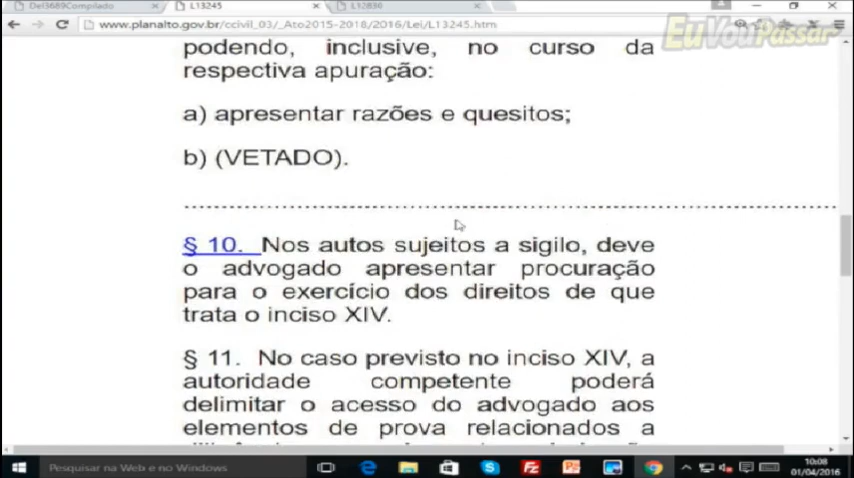 Del3689Compilado
L13245
L12830
www.planalto.gov.br/ccivil_03/_Ato2015-2018/2016/Lei/L13245.htm
EuVouPassar
podendo, inclusive, no curso da
respectiva apuração:
a) apresentar razões e quesitos;
b) (VETADO).
§ 10. Nos autos sujeitos a sigilo, deve
o advogado apresentar procuração
para o exercício dos direitos de que
trata o inciso XIV.
§ 11. No caso previsto no inciso XIV, a
autoridade competente poderá
delimitar o acesso do advogado aos
elementos de prova relacionados a
Pesquisar na Web e no Windows
10:08
01/04/2016